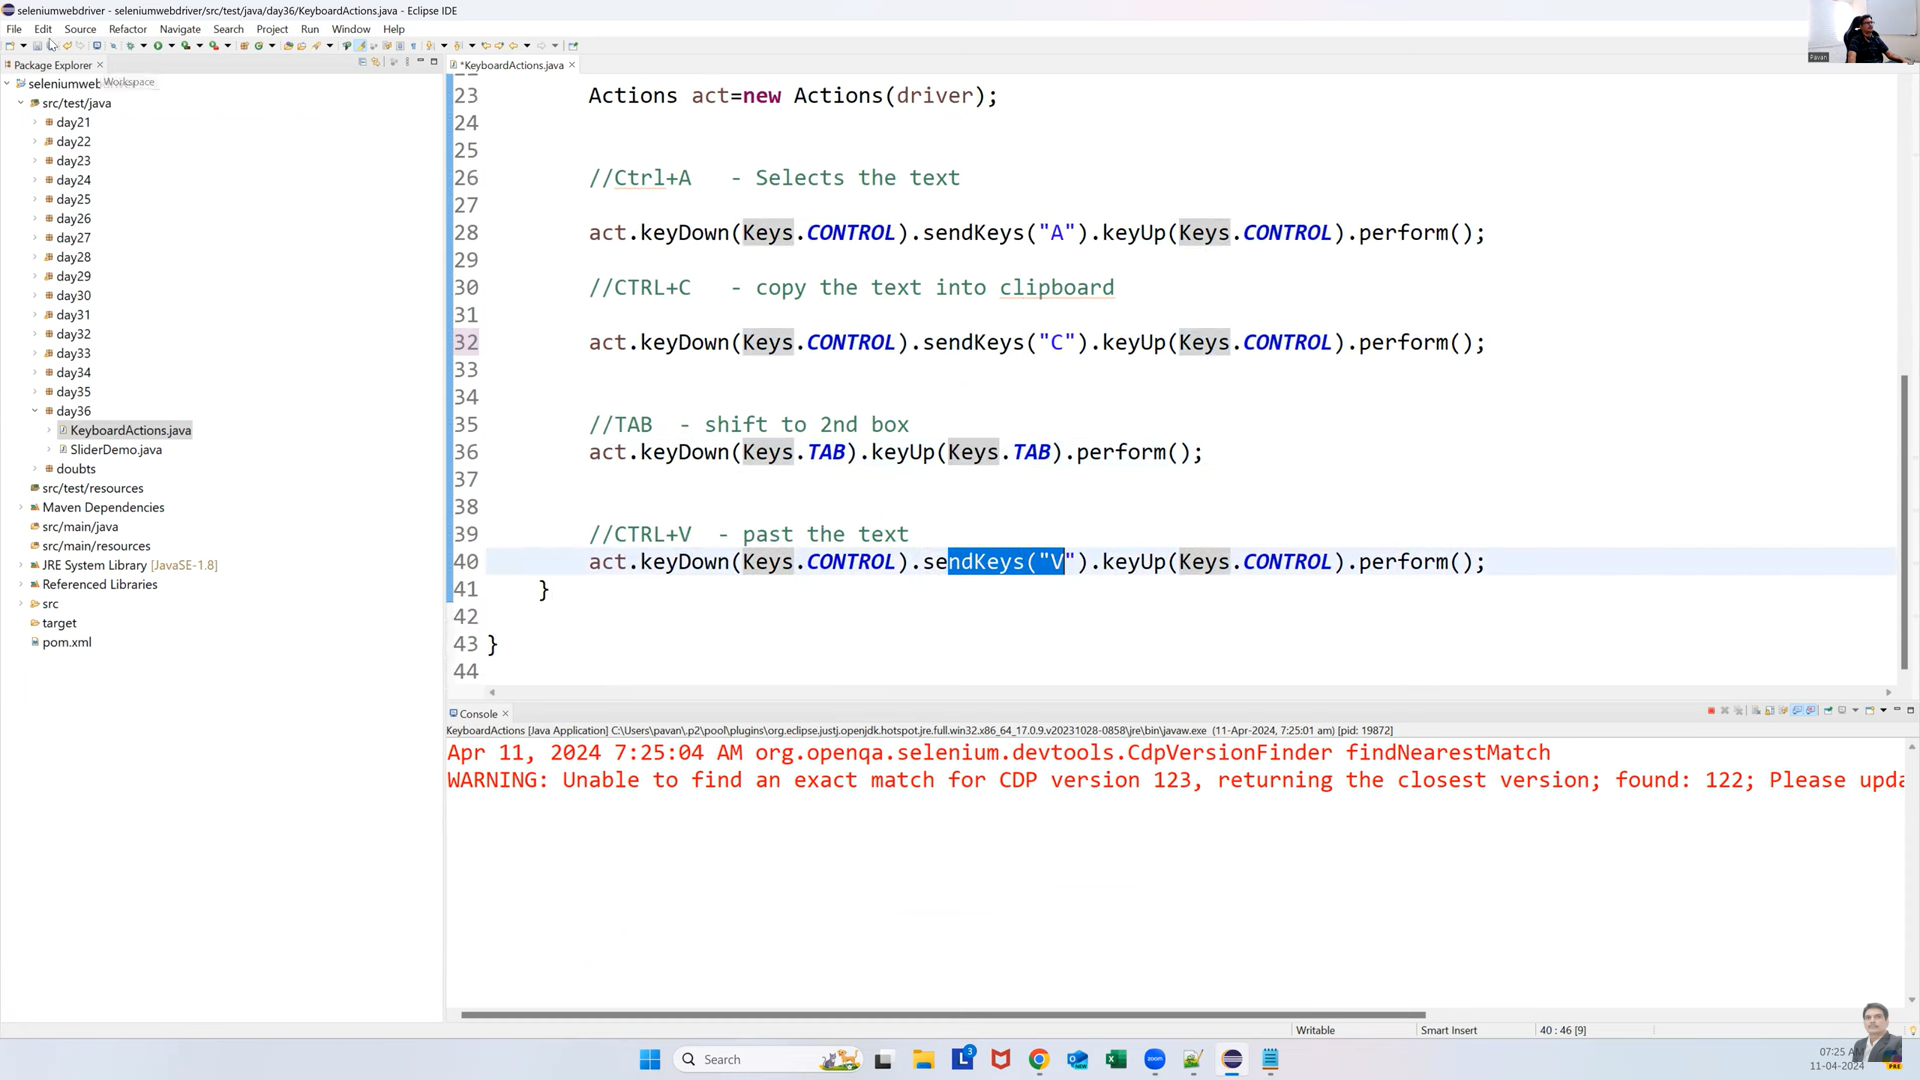 seleniumwebdriver - seleniumwebdriver/src/test/java/day36/KeyboardActions.java - Eclipse IDE
File Edit Source Refactor Navigate Search Project Run Window Help
Package Explorer
*KeyboardActions.java
Pavan
seleniumwebd
Workspace
src/test/java
day21
day22
day23
day24
day25
day26
day27
day28
day29
day30
day31
day32
day33
day34
day35
day36
KeyboardActions.java
SliderDemo.java
doubts
src/test/resources
Maven Dependencies
src/main/java
src/main/resources
JRE System Library [JavaSE-1.8]
Referenced Libraries
src
target
pom.xml
23 Actions act=new Actions(driver);
24
25
26 //Ctrl+A - Selects the text
27
28 act.keyDown(Keys.CONTROL).sendKeys("A").keyUp(Keys.CONTROL).perform();
29
30 //CTRL+C - copy the text into clipboard
31
32 act.keyDown(Keys.CONTROL).sendKeys("C").keyUp(Keys.CONTROL).perform();
33
34
35 //TAB - shift to 2nd box
36 act.keyDown(Keys.TAB).keyUp(Keys.TAB).perform();
37
38
39 //CTRL+V - past the text
40 act.keyDown(Keys.CONTROL).sendKeys("V").keyUp(Keys.CONTROL).perform();
41 }
42
43 }
44
Console
KeyboardActions [Java Application] C:\Users\pavan\.p2\pool\plugins\org.eclipse.justj.openjdk.hotspot.jre.full.win32.x86_64_17.0.9.v20231028-0858\jre\bin\javaw.exe (11-Apr-2024, 7:25:01 am) [pid: 19872]
Apr 11, 2024 7:25:04 AM org.openqa.selenium.devtools.CdpVersionFinder findNearestMatch
WARNING: Unable to find an exact match for CDP version 123, returning the closest version; found: 122; Please upda
Writable Smart Insert 40 : 46 [9]
Search
07:25 A
11-04-2024
PRE